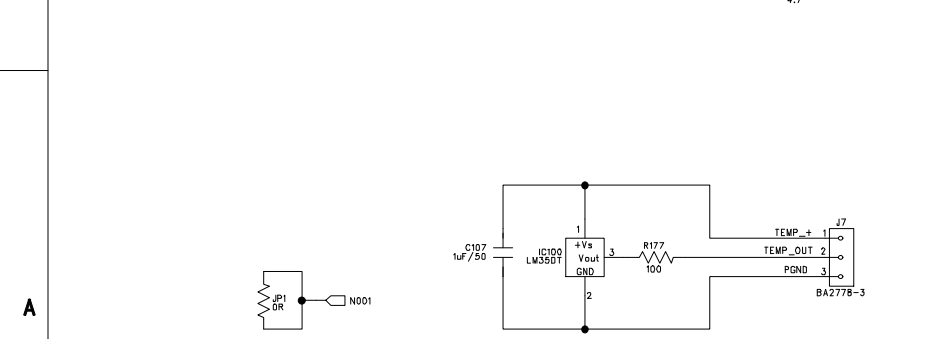 4.7
J7
TEMP_+ 1
TEMP_OUT 2
PGND 3
BA2778-3
C107
1uF/50
IC100
LM35DT
1
+Vs
Vout
GND
3
2
R177
100
JP1
0R
N001
A